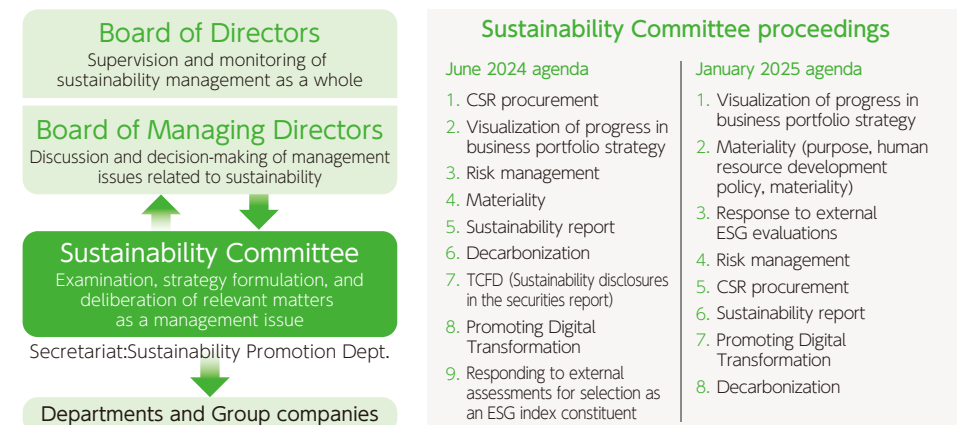 Board of Directors
Supervision and monitoring of
sustainability management as a whole
Board of Managing Directors
Discussion and decision-making of management
issues related to sustainability
Sustainability Committee
Examination, strategy formulation, and
deliberation of relevant matters
as a management issue
Secretariat:Sustainability Promotion Dept.
Departments and Group companies
Sustainability Committee proceedings
June 2024 agenda
1. CSR procurement
2. Visualization of progress in
business portfolio strategy
3. Risk management
4. Materiality
5. Sustainability report
6. Decarbonization
7. TCFD (Sustainability disclosures
in the securities report)
8. Promoting Digital
Transformation
9. Responding to external
assessments for selection as
an ESG index constituent
January 2025 agenda
1. Visualization of progress in
business portfolio strategy
2. Materiality (purpose, human
resource development
policy, materiality)
3. Response to external
ESG evaluations
4. Risk management
5. CSR procurement
6. Sustainability report
7. Promoting Digital
Transformation
8. Decarbonization